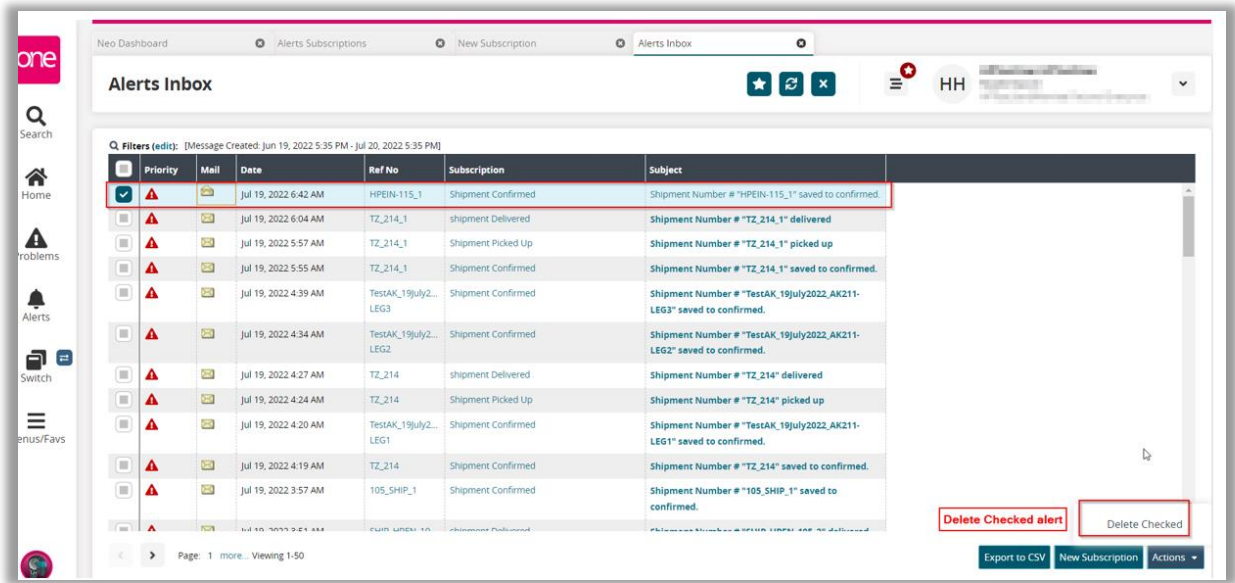 one
Neo Dashboard Alerts Subscriptions New Subscription Alerts Inbox
Alerts Inbox
HH
Search
Home
Problems
Alerts
Switch
enus/Favs
Filters (edit): [Message Created: Jun 19, 2022 5:35 PM - Jul 20, 2022 5:35 PM]
Priority Mail Date Ref No Subscription Subject
Jul 19, 2022 6:42 AM HPEIN-115_1 Shipment Confirmed Shipment Number # "HPEIN-115_1" saved to confirmed.
Jul 19, 2022 6:04 AM TZ_214_1 shipment Delivered Shipment Number # "TZ_214_1" delivered
Jul 19, 2022 5:57 AM TZ_214_1 Shipment Picked Up Shipment Number # "TZ_214_1" picked up
Jul 19, 2022 5:55 AM TZ_214_1 Shipment Confirmed Shipment Number # "TZ_214_1" saved to confirmed.
Jul 19, 2022 4:39 AM TestAK_19July2... Shipment Confirmed Shipment Number # "TestAK_19July2022_AK211-
LEG3 LEG3" saved to confirmed.
Jul 19, 2022 4:34 AM TestAK_19July2... Shipment Confirmed Shipment Number # "TestAK_19July2022_AK211-
LEG2 LEG2" saved to confirmed.
Jul 19, 2022 4:27 AM TZ_214 shipment Delivered Shipment Number # "TZ_214" delivered
Jul 19, 2022 4:24 AM TZ_214 Shipment Picked Up Shipment Number # "TZ_214" picked up
Jul 19, 2022 4:20 AM TestAK_19July2... Shipment Confirmed Shipment Number # "TestAK_19July2022_AK211-
LEG1 LEG1" saved to confirmed.
Jul 19, 2022 4:19 AM TZ_214 Shipment Confirmed Shipment Number # "TZ_214" saved to confirmed.
Jul 19, 2022 3:57 AM 105_SHIP_1 Shipment Confirmed Shipment Number # "105_SHIP_1" saved to
confirmed.
Jul 19, 2022 3:51 AM shipment Delivered Shipment Number #
Delete Checked alert Delete Checked
Page: 1 more... Viewing 1-50
Export to CSV New Subscription Actions